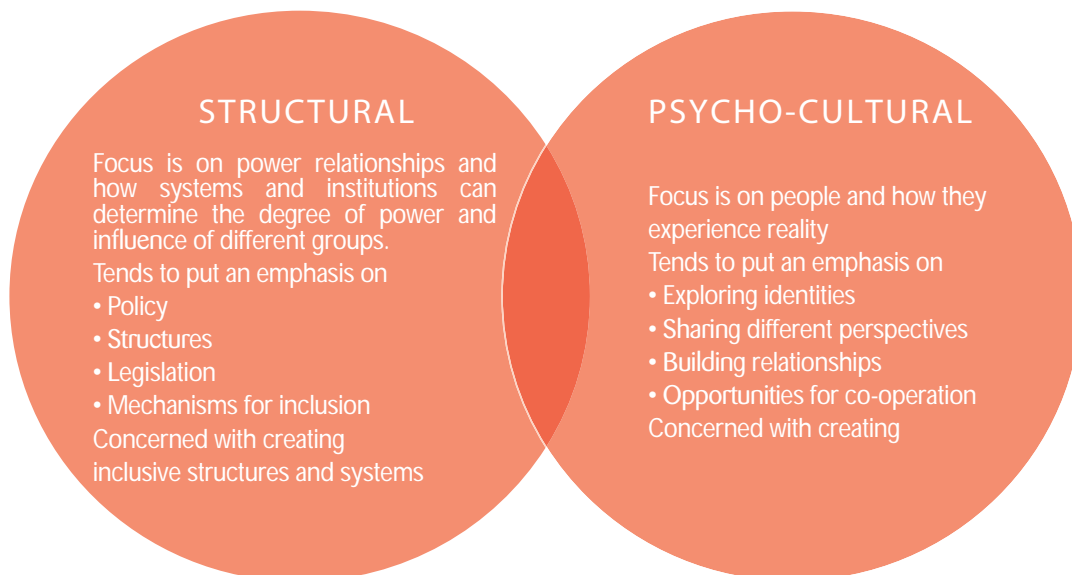 STRUCTURAL
Focus is on power relationships and
how systems and institutions can
determine the degree of power and
influence of different groups.
Tends to put an emphasis on
• Policy
• Structures
• Legislation
• Mechanisms for inclusion
Concerned with creating
inclusive structures and systems
PSYCHO-CULTURAL
Focus is on people and how they
experience reality
Tends to put an emphasis on
• Exploring identities
• Sharing different perspectives
• Building relationships
• Opportunities for co-operation
Concerned with creating